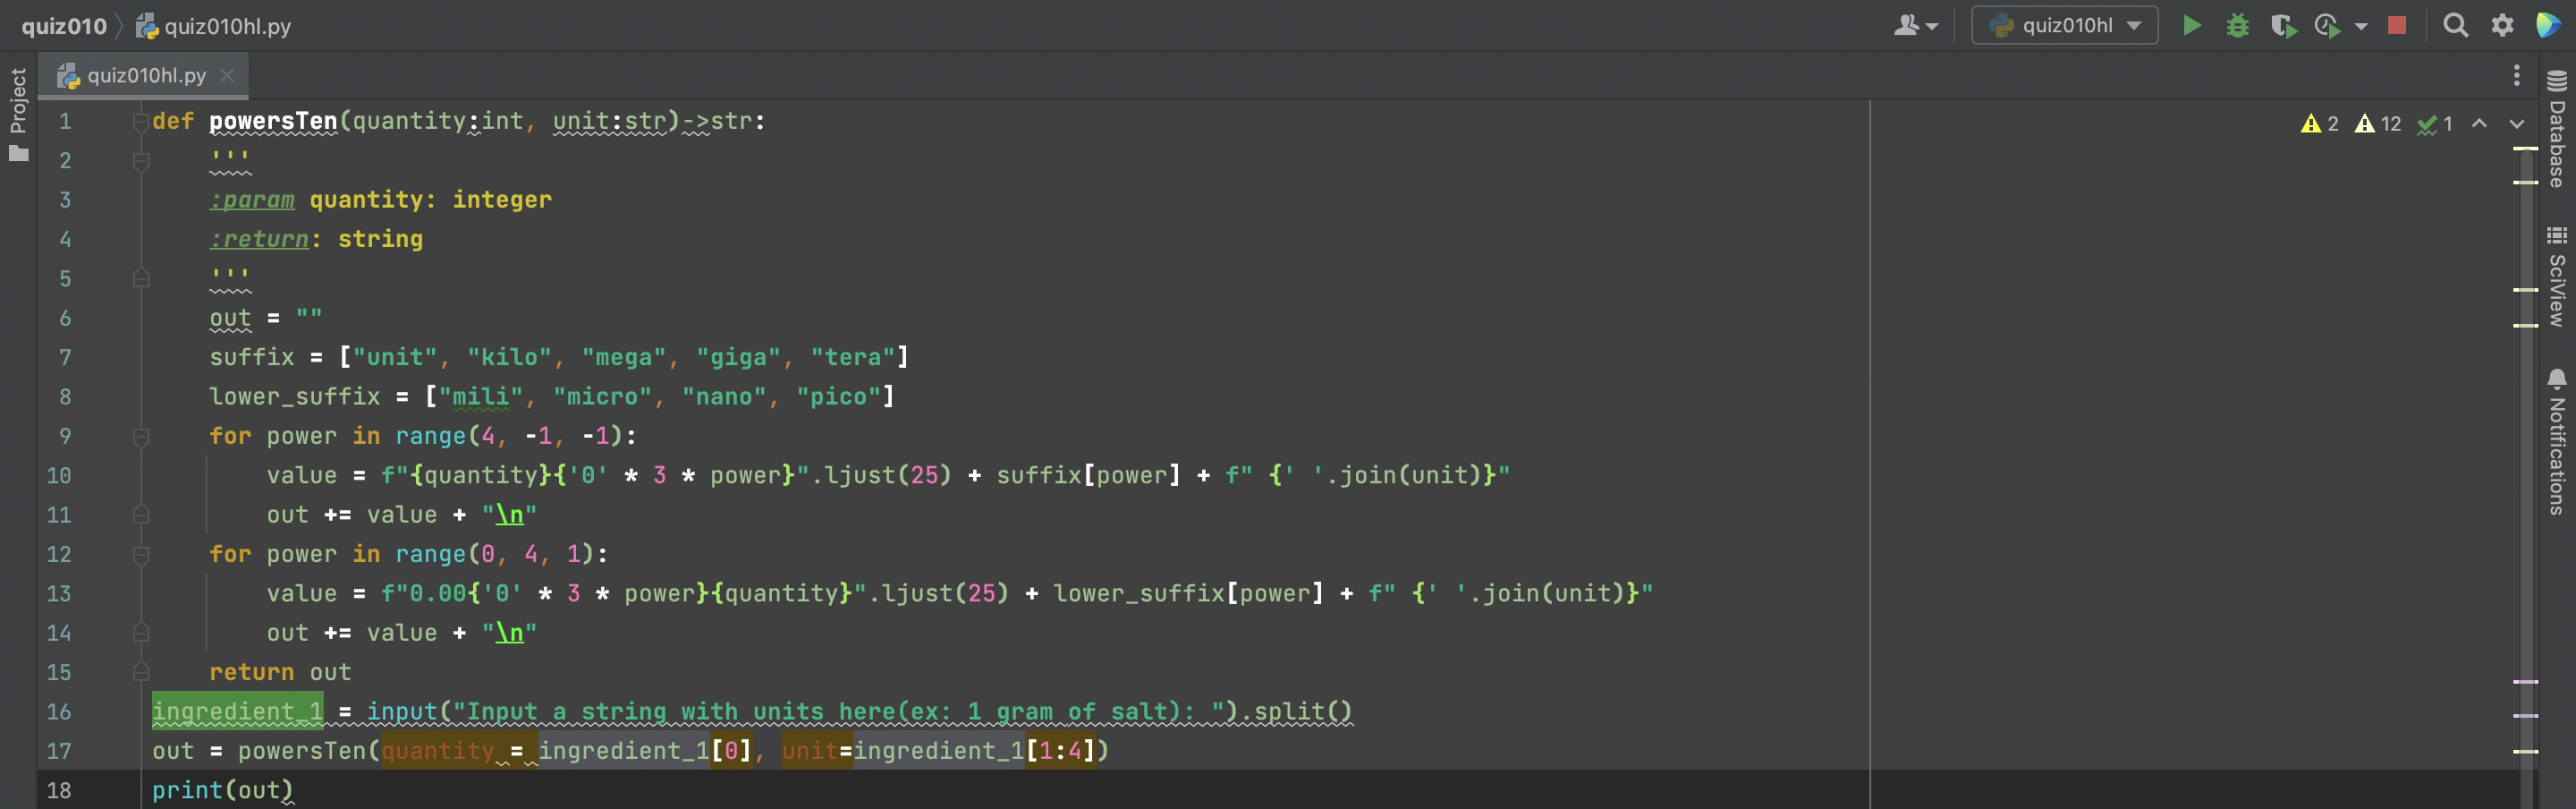 quiz010 quiz010hl.py quiz010hl
Project
quiz010hl.py
2 12 1
1 def powersTen(quantity:int, unit:str)->str:
2     '''
3     :param quantity: integer
4     :return: string
5     '''
6     out = ""
7     suffix = ["unit", "kilo", "mega", "giga", "tera"]
8     lower_suffix = ["mili", "micro", "nano", "pico"]
9     for power in range(4, -1, -1):
10         value = f"{quantity}{'0' * 3 * power}".ljust(25) + suffix[power] + f" {' '.join(unit)}"
11         out += value + "\n"
12     for power in range(0, 4, 1):
13         value = f"0.00{'0' * 3 * power}{quantity}".ljust(25) + lower_suffix[power] + f" {' '.join(unit)}"
14         out += value + "\n"
15     return out
16 ingredient_1 = input("Input a string with units here(ex: 1 gram of salt): ").split()
17 out = powersTen(quantity = ingredient_1[0], unit=ingredient_1[1:4])
18 print(out)
Database
SciView
Notifications